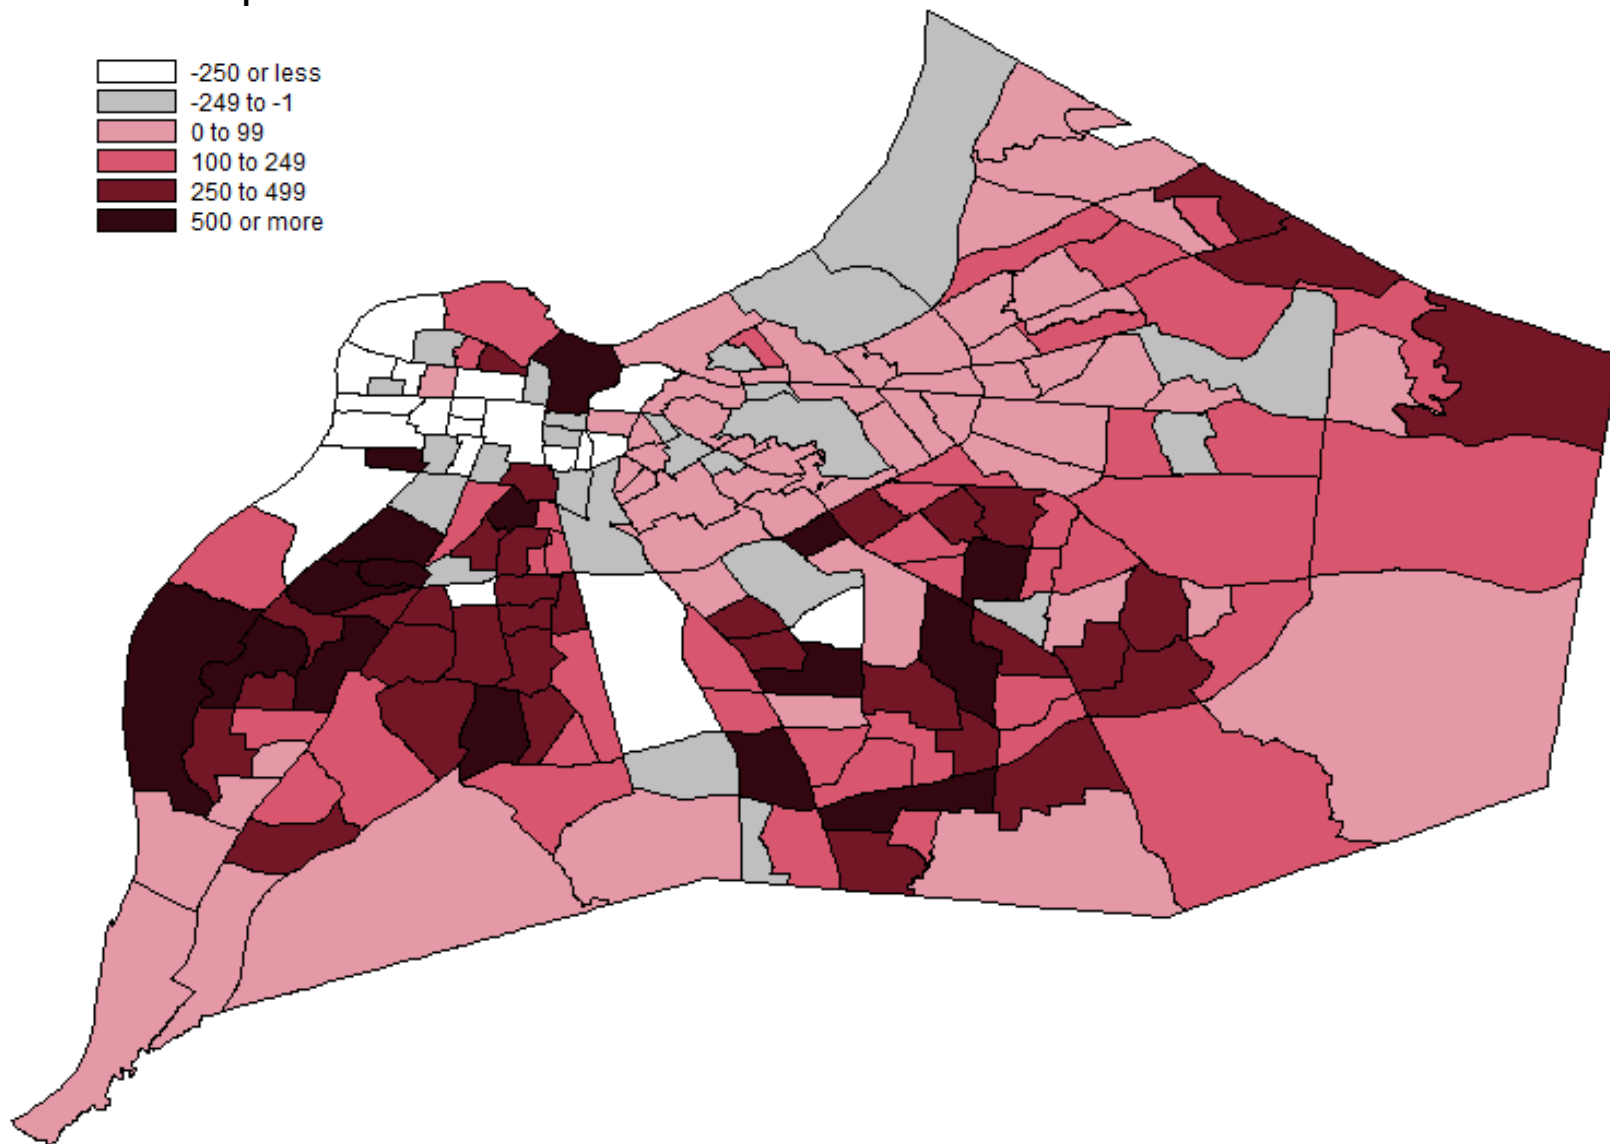 -250 or less
-249 to -1
0 to 99
100 to 249
250 to 499
500 or more